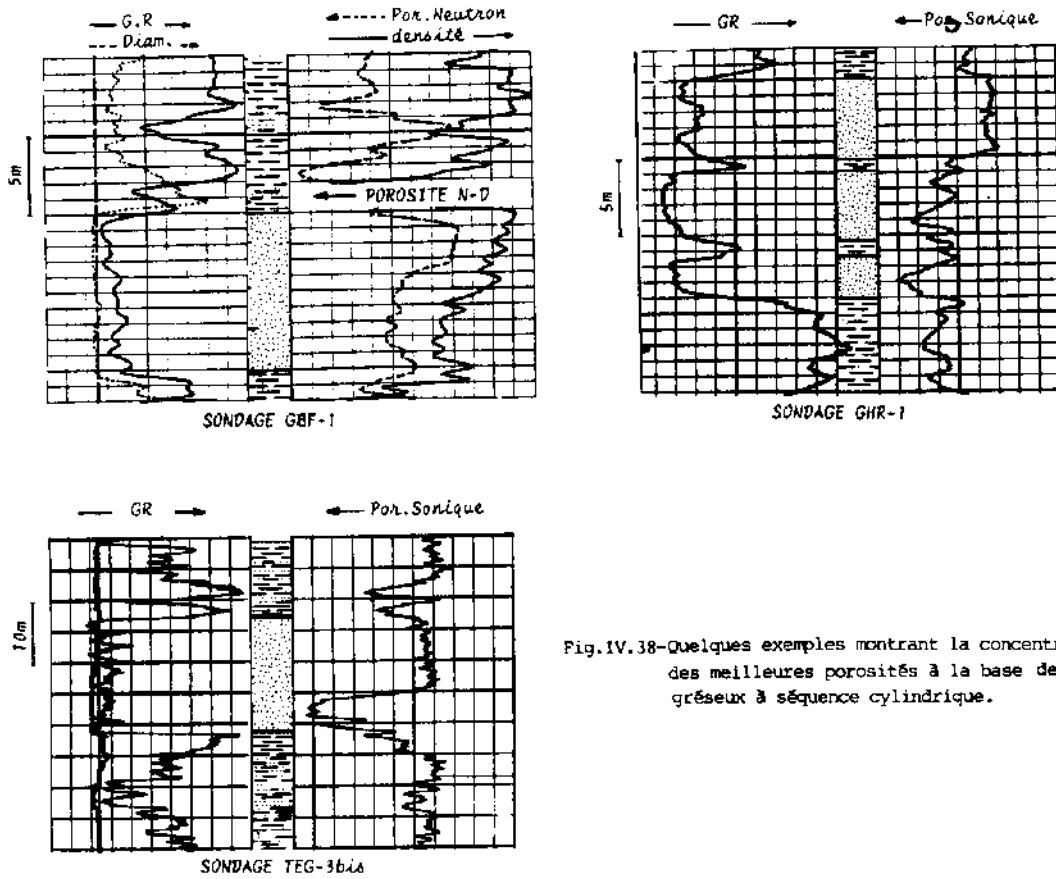 G.R
Diam.
Por. Neutron
densité
5m
POROSITE N-D
SONDAGE GBF-1
GR
Por Sonique
5m
SONDAGE GHR-1
GR
Por. Sonique
10m
SONDAGE TEG-3bis
Fig.IV.38-Quelques exemples montrant la concent
des meilleures porosités à la base de
gréseux à séquence cylindrique.